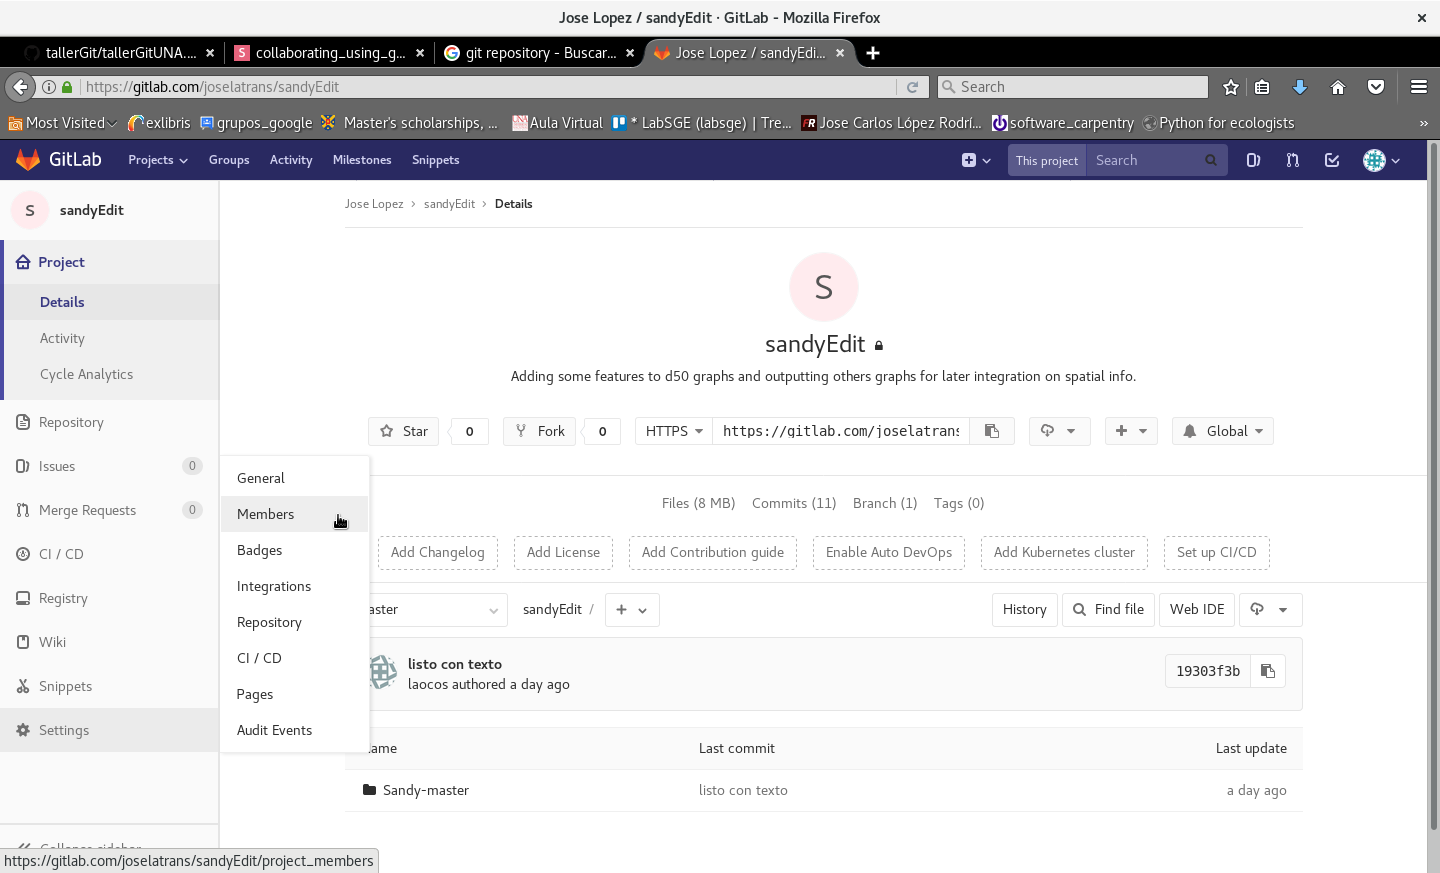 Jose Lopez / sandyEdit · GitLab - Mozilla Firefox
tallerGit/tallerGitUNA....
collaborating_using_g...
git repository - Buscar...
Jose Lopez / sandyEdi...
https://gitlab.com/joselatrans/sandyEdit
Search
Most Visited
exlibris
grupos_google
Master's scholarships, ...
Aula Virtual
* LabSGE (labsge) | Tre...
Jose Carlos López Rodrí...
software_carpentry
Python for ecologists
»
GitLab
Projects
Groups
Activity
Milestones
Snippets
This project
Search
S
sandyEdit
Project
Details
Activity
Cycle Analytics
Repository
Issues 0
Merge Requests 0
CI / CD
Registry
Wiki
Snippets
Settings
Collapse sidebar
General
Members
Badges
Integrations
Repository
CI / CD
Pages
Audit Events
Jose Lopez > sandyEdit > Details
S
sandyEdit
Adding some features to d50 graphs and outputting others graphs for later integration on spatial info.
Star 0
Fork 0
HTTPS
https://gitlab.com/joselatrans
Global
Files (8 MB) Commits (11) Branch (1) Tags (0)
Add Changelog
Add License
Add Contribution guide
Enable Auto DevOps
Add Kubernetes cluster
Set up CI/CD
aster
sandyEdit /
History
Find file
Web IDE
listo con texto
laocos authored a day ago
19303f3b
ame
Last commit
Last update
Sandy-master
listo con texto
a day ago
https://gitlab.com/joselatrans/sandyEdit/project_members